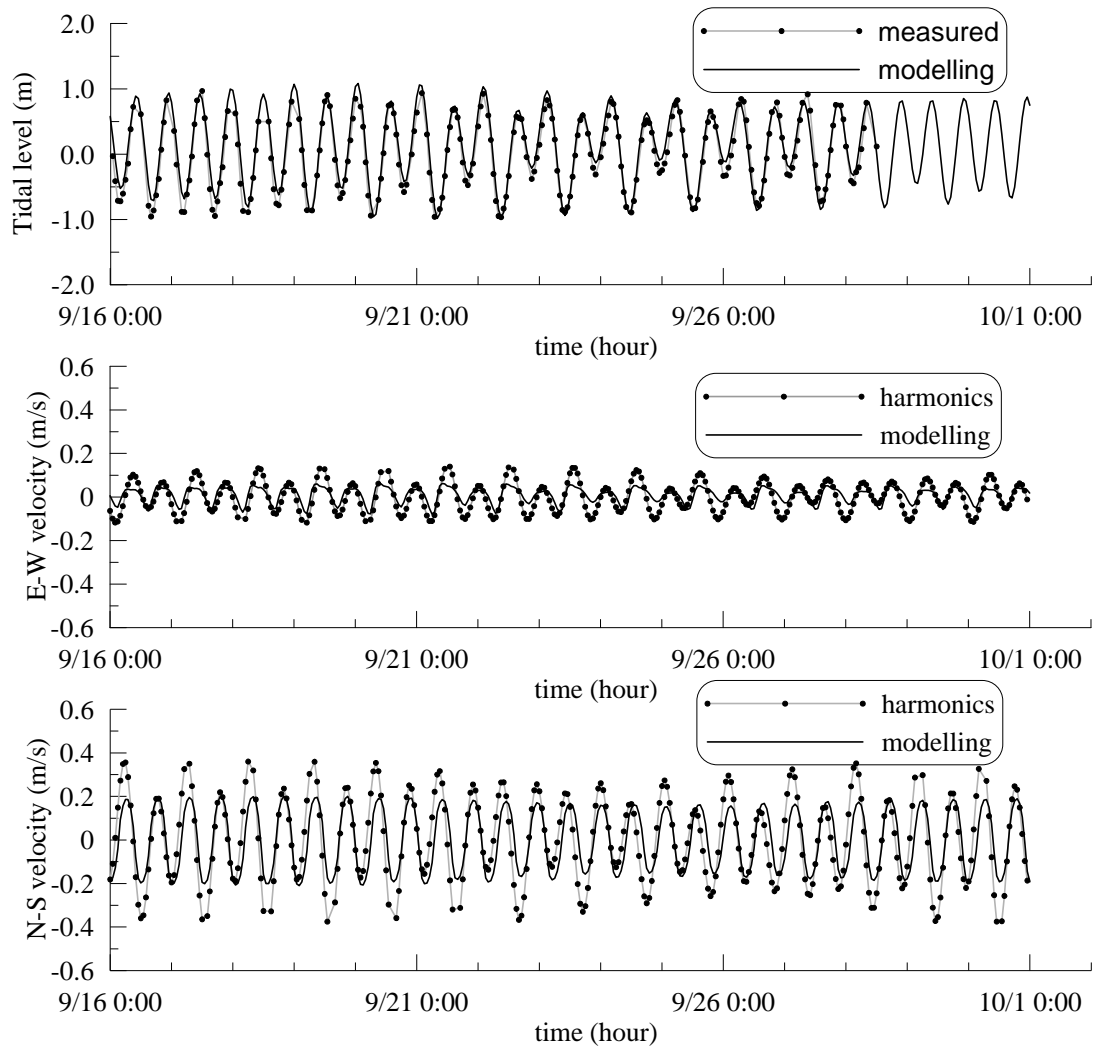 2.0
measured
modelling
1.0
0.0
-1.0
-2.0
Tidal level (m)
9/16 0:00 9/21 0:00 9/26 0:00 10/1 0:00
time (hour)
0.6
harmonics
modelling
0.4
0.2
0
-0.2
-0.4
-0.6
E-W velocity (m/s)
9/16 0:00 9/21 0:00 9/26 0:00 10/1 0:00
time (hour)
0.6
harmonics
modelling
0.4
0.2
0
-0.2
-0.4
-0.6
N-S velocity (m/s)
9/16 0:00 9/21 0:00 9/26 0:00 10/1 0:00
time (hour)